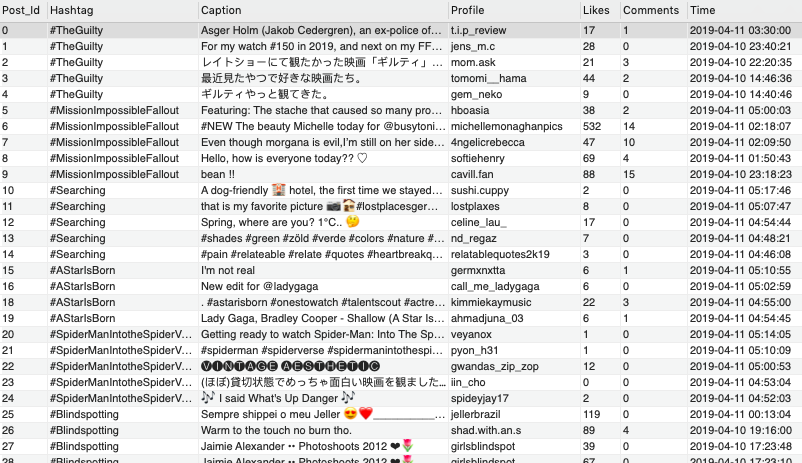 Post_Id Hashtag Caption Profile Likes Comments Time
0 #TheGuilty Asger Holm (Jakob Cedergren), an ex-police of... t.i.p_review 17 1 2019-04-11 03:30:00
1 #TheGuilty For my watch #150 in 2019, and next on my FF... jens_m.c 28 0 2019-04-10 23:40:21
2 #TheGuilty レイトショーにて観たかった映画「ギルティ」... mom.ask 21 3 2019-04-10 22:20:35
3 #TheGuilty 最近見たやつで好きな映画たち。 tomomi__hama 44 2 2019-04-10 14:46:36
4 #TheGuilty ギルティやっと観てきた。 gem_neko 9 0 2019-04-10 14:40:46
5 #MissionImpossibleFallout Featuring: The stache that caused so many pro... hboasia 38 2 2019-04-11 05:00:03
6 #MissionImpossibleFallout #NEW The beauty Michelle today for @busytoni... michellemonaghanpics 532 14 2019-04-11 02:18:07
7 #MissionImpossibleFallout Even though morgana is evil,I'm still on her side... 4ngelicrebecca 47 10 2019-04-11 02:09:50
8 #MissionImpossibleFallout Hello, how is everyone today?? ♡ softiehenry 69 4 2019-04-11 01:50:43
9 #MissionImpossibleFallout bean !! cavill.fan 88 15 2019-04-10 23:18:23
10 #Searching A dog-friendly 🏨 hotel, the first time we stayed... sushi.cuppy 2 0 2019-04-11 05:17:46
11 #Searching that is my favorite picture 📷🏠#lostplacesger... lostplaxes 8 0 2019-04-11 05:07:47
12 #Searching Spring, where are you? 1°C.. 🤔 celine_lau_ 17 0 2019-04-11 04:54:44
13 #Searching #shades #green #zöld #verde #colors #nature #... nd_regaz 7 0 2019-04-11 04:48:21
14 #Searching #pain #relateable #relate #quotes #heartbreakq... relatablequotes2k19 3 0 2019-04-11 04:46:08
15 #AStarIsBorn I'm not real germxnxtta 6 1 2019-04-11 05:10:55
16 #AStarIsBorn New edit for @ladygaga call_me_ladygaga 6 0 2019-04-11 05:02:59
18 #AStarIsBorn . #astarisborn #onestowatch #talentscout #actre... kimmiekaymusic 22 3 2019-04-11 04:55:00
19 #AStarIsBorn Lady Gaga, Bradley Cooper - Shallow (A Star Is... ahmadjuna_03 6 1 2019-04-11 04:54:45
20 #SpiderManIntotheSpiderV... Getting ready to watch Spider-Man: Into The Sp... veyanox 1 0 2019-04-11 05:14:05
21 #SpiderManIntotheSpiderV... #spiderman #spiderverse #spidermanintothespi... pyon_h31 1 0 2019-04-11 05:10:09
22 #SpiderManIntotheSpiderV... 🅥🅘🅝🅣🅐🅖🅔 🅐🅔🅢🅣🅗🅔🅣🅘🅒 gwandas_zip_zop 12 0 2019-04-11 05:00:53
23 #SpiderManIntotheSpiderV... (ほぼ)貸切状態でめっちゃ面白い映画を観ました... iin_cho 0 0 2019-04-11 04:53:04
24 #SpiderManIntotheSpiderV... 🎶 I said What's Up Danger 🎶 spideyjay17 2 0 2019-04-11 04:52:03
25 #Blindspotting Sempre shippei o meu Jeller 😍❤️__________... jellerbrazil 119 0 2019-04-11 00:13:04
26 #Blindspotting Warm to the touch no burn tho. shad.with.an.s 89 4 2019-04-10 19:16:00
27 #Blindspotting Jaimie Alexander •• Photoshoots 2012 ❤🌷 girlsblindspot 39 0 2019-04-10 17:23:48
28 #Blindspotting Jaimie Alexander •• Photoshoots 2012 ❤🌷 girlsblindspot 67 0 2019-04-10 17:23:10